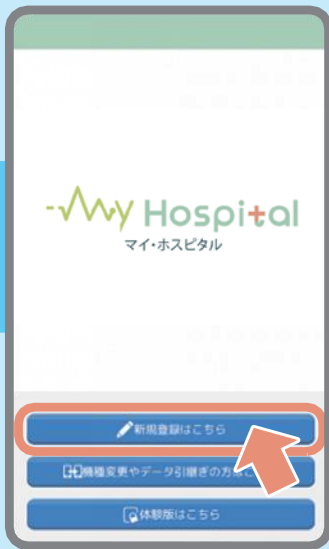 My Hospital
マイ・ホスピタル
新規登録はこちら
機種変更やデータ引継ぎの方は
体験版はこちら